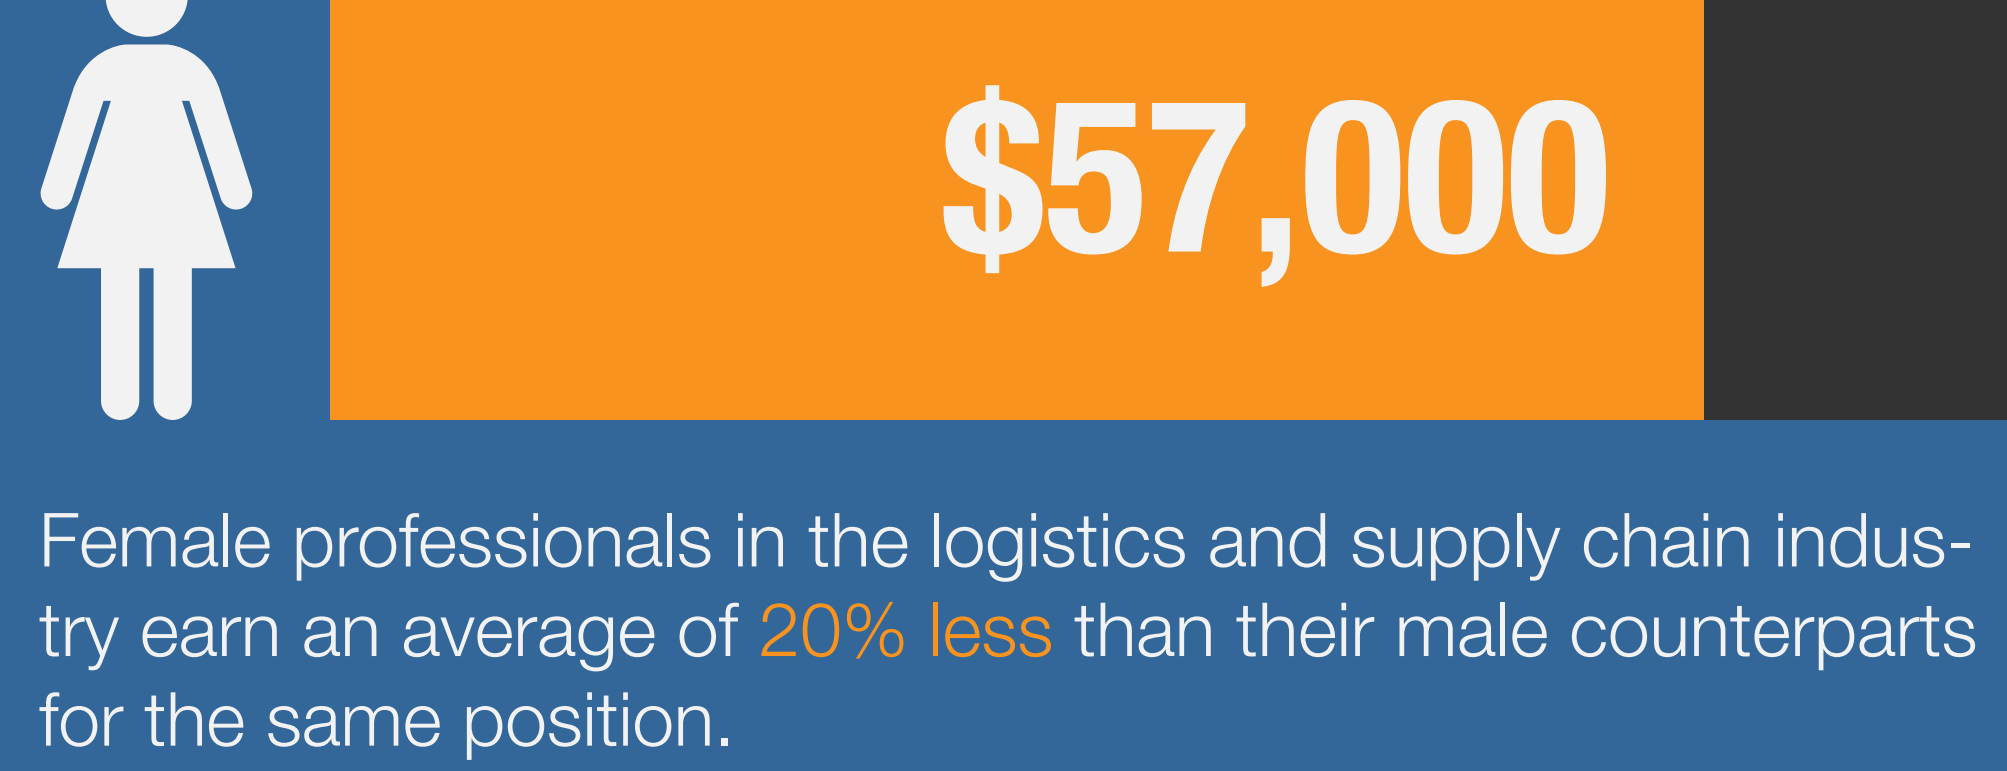 $57,000
Female professionals in the logistics and supply chain indus-
try earn an average of 20% less than their male counterparts
for the same position.